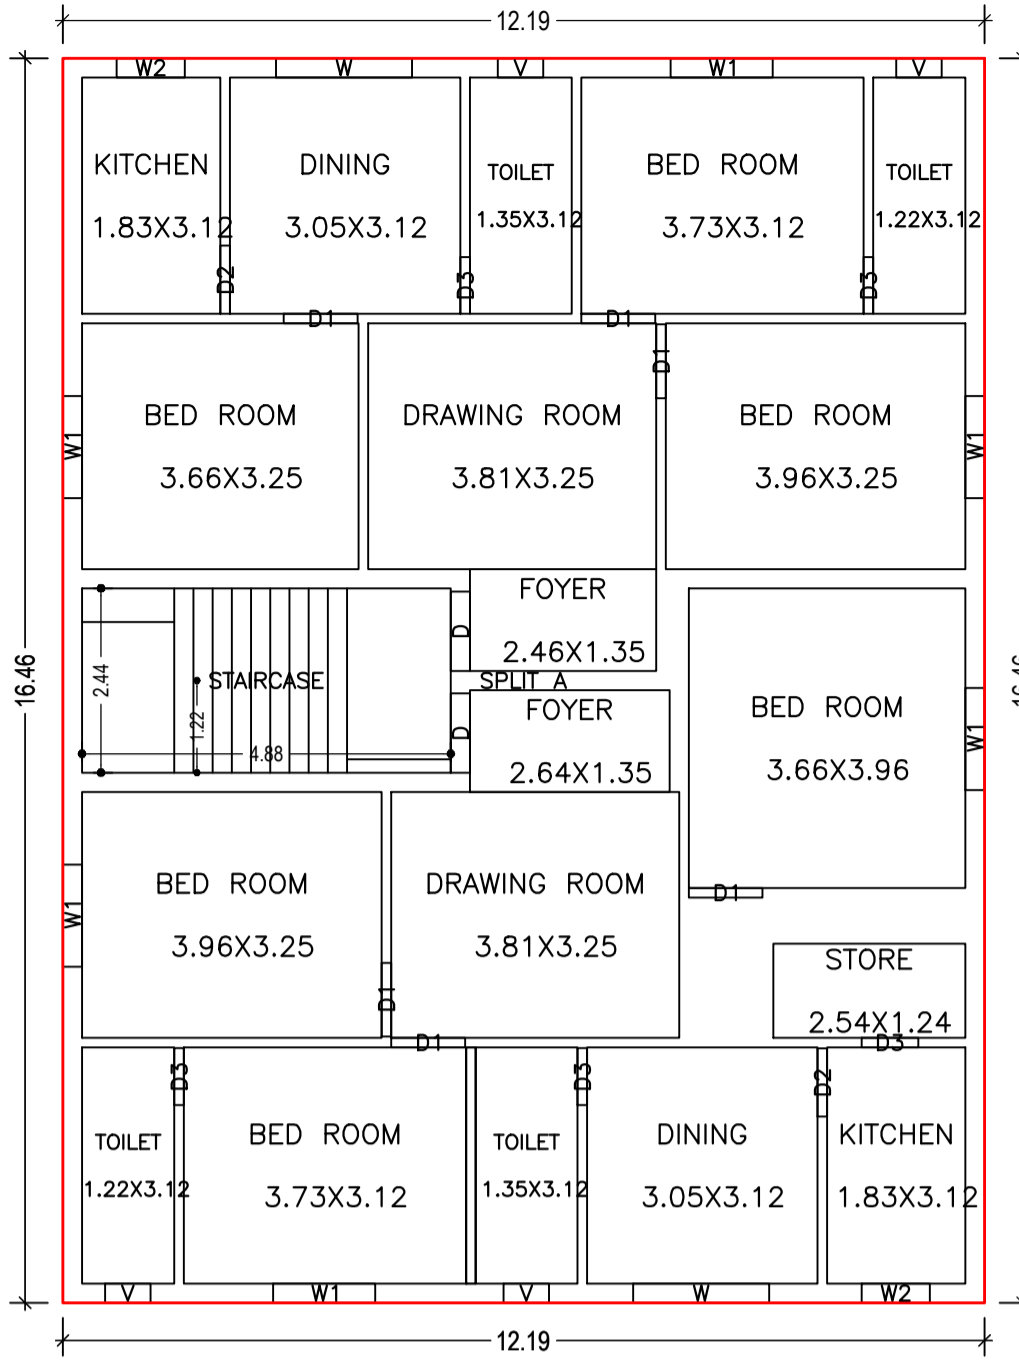 12.19
W2 W V W1 V
KITCHEN DINING TOILET BED ROOM TOILET
1.83X3.12 3.05X3.12 1.35X3.12 3.73X3.12 1.22X3.12
D2 D3 D3
D1 D1
D1
BED ROOM DRAWING ROOM BED ROOM
W1 W1
3.66X3.25 3.81X3.25 3.96X3.25
FOYER
D
2.46X1.35
16.46 2.44 STAIRCASE SPLIT A 16.46
FOYER BED ROOM
1.22 4.88 D W1
2.64X1.35 3.66X3.96
BED ROOM DRAWING ROOM D1
W1
3.96X3.25 3.81X3.25
STORE
D1
2.54X1.24
D1 D3
D3 D3 D2
TOILET BED ROOM TOILET DINING KITCHEN
1.22X3.12 3.73X3.12 1.35X3.12 3.05X3.12 1.83X3.12
V W1 V W W2
12.19